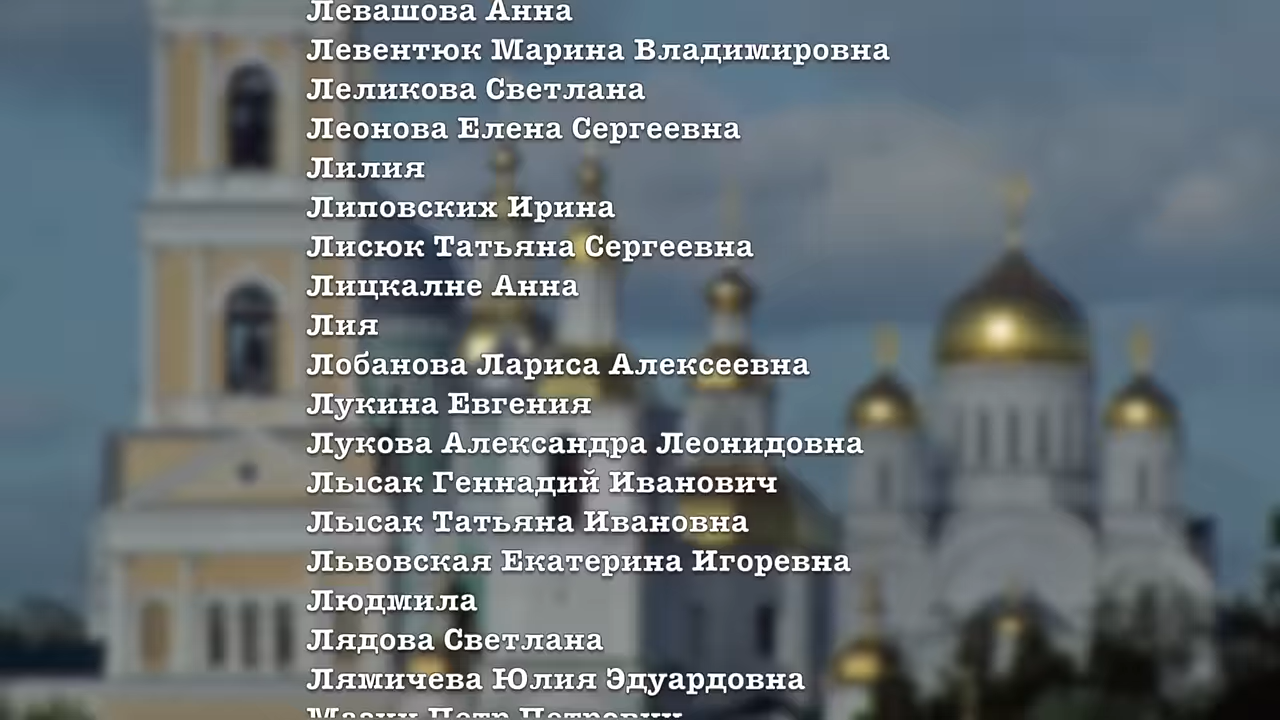 Левашова Анна
Левентюк Марина Владимировна
Леликова Светлана
Леонова Елена Сергеевна
Лилия
Липовских Ирина
Лисюк Татьяна Сергеевна
Лицкалне Анна
Лия
Лобанова Лариса Алексеевна
Лукина Евгения
Лукова Александра Леонидовна
Лысак Геннадий Иванович
Лысак Татьяна Ивановна
Львовская Екатерина Игоревна
Людмила
Лядова Светлана
Лямичева Юлия Эдуардовна
Петр Петрович